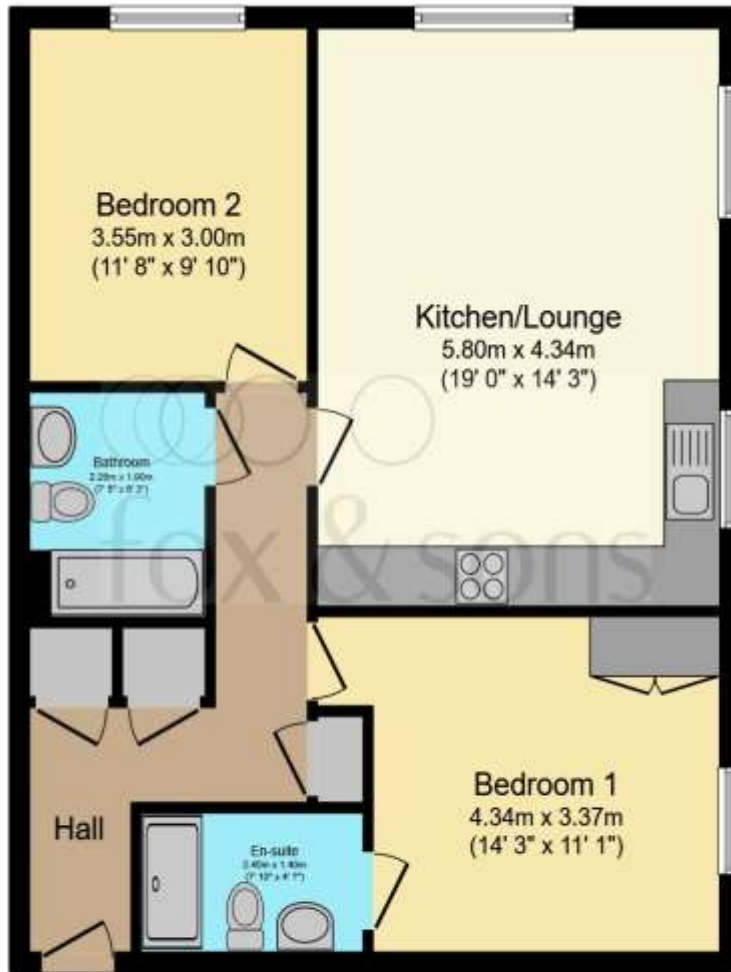 Bedroom 2
3.55m x 3.00m
(11' 8" x 9' 10")
Kitchen/Lounge
5.80m x 4.34m
(19' 0" x 14' 3")
Bathroom
fox & sons
Bedroom 1
4.34m x 3.37m
(14' 3" x 11' 1")
Hall
En-suite